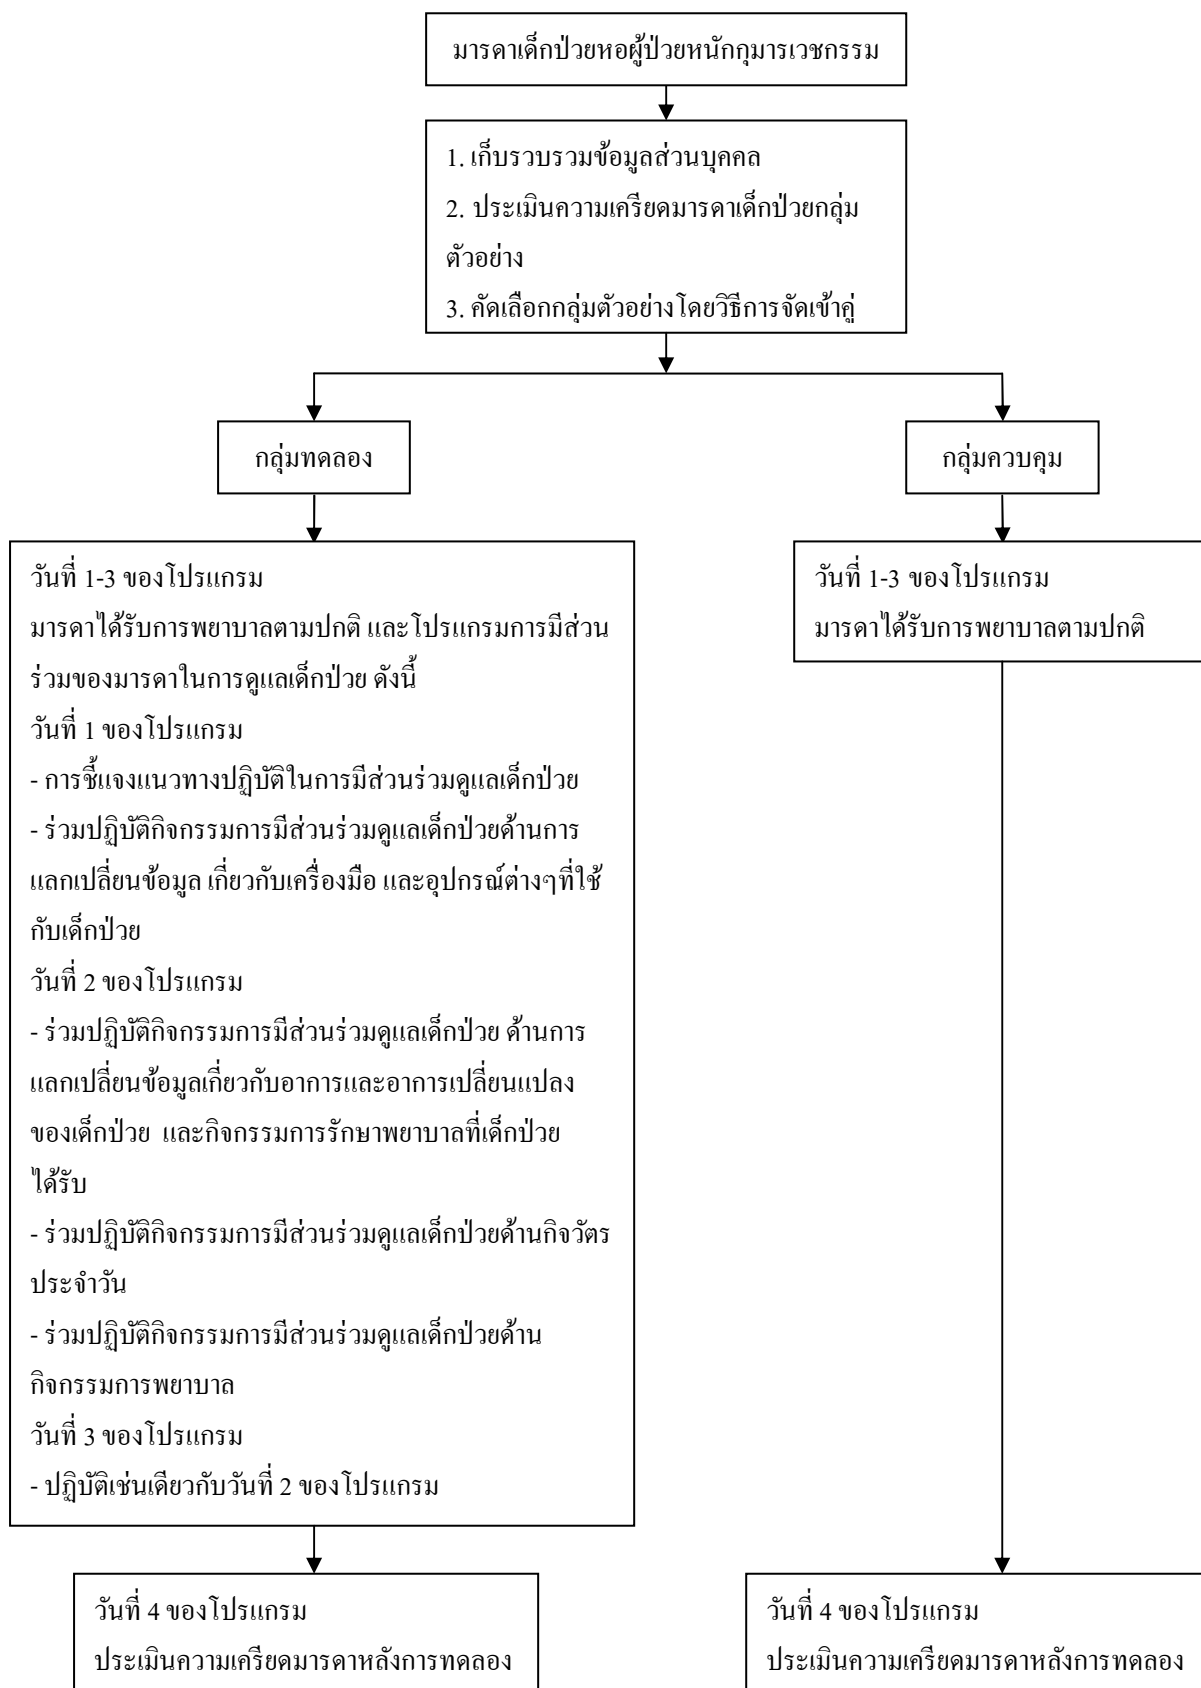 มารดาเด็กป่วยหอผู้ป่วยหนักกุมารเวชกรรม
1. เก็บรวบรวมข้อมูลส่วนบุคคล
2. ประเมินความเครียดมารดาเด็กป่วยกลุ่ม
ตัวอย่าง
3. คัดเลือกกลุ่มตัวอย่างโดยวิธีการจัดเข้าคู่
กลุ่มทดลอง
กลุ่มควบคุม
วันที่ 1-3 ของโปรแกรม
มารดาได้รับการพยาบาลตามปกติ และโปรแกรมการมีส่วน
ร่วมของมารดาในการดูแลเด็กป่วย ดังนี้
วันที่ 1 ของโปรแกรม
- การชี้แจงแนวทางปฏิบัติในการมีส่วนร่วมดูแลเด็กป่วย
- ร่วมปฏิบัติกิจกรรมการมีส่วนร่วมดูแลเด็กป่วยด้านการ
แลกเปลี่ยนข้อมูล เกี่ยวกับเครื่องมือ และอุปกรณ์ต่างๆที่ใช้
กับเด็กป่วย
วันที่ 2 ของโปรแกรม
- ร่วมปฏิบัติกิจกรรมการมีส่วนร่วมดูแลเด็กป่วย ด้านการ
แลกเปลี่ยนข้อมูลเกี่ยวกับอาการและอาการเปลี่ยนแปลง
ของเด็กป่วย และกิจกรรมการรักษาพยาบาลที่เด็กป่วย
ได้รับ
- ร่วมปฏิบัติกิจกรรมการมีส่วนร่วมดูแลเด็กป่วยด้านกิจวัตร
ประจำวัน
- ร่วมปฏิบัติกิจกรรมการมีส่วนร่วมดูแลเด็กป่วยด้าน
กิจกรรมการพยาบาล
วันที่ 3 ของโปรแกรม
- ปฏิบัติเช่นเดียวกับวันที่ 2 ของโปรแกรม
วันที่ 1-3 ของโปรแกรม
มารดาได้รับการพยาบาลตามปกติ
วันที่ 4 ของโปรแกรม
ประเมินความเครียดมารดาหลังการทดลอง
วันที่ 4 ของโปรแกรม
ประเมินความเครียดมารดาหลังการทดลอง